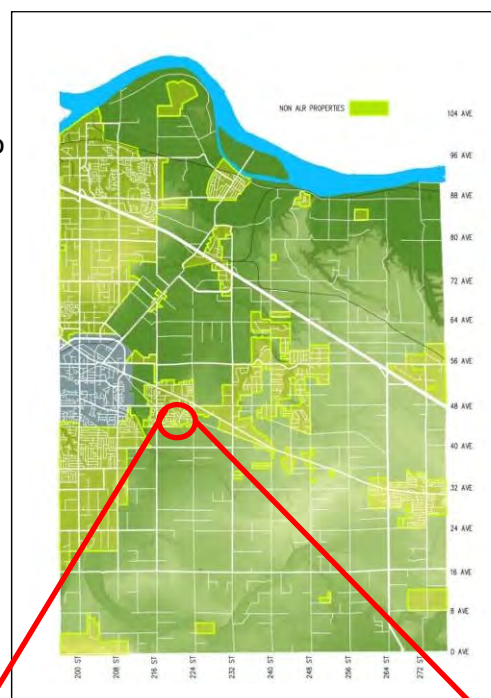 NON ALR PROPERTIES
104 AVE
96 AVE
88 AVE
80 AVE
72 AVE
64 AVE
56 AVE
48 AVE
40 AVE
32 AVE
24 AVE
16 AVE
8 AVE
0 AVE
200 ST
208 ST
216 ST
224 ST
232 ST
240 ST
248 ST
256 ST
264 ST
272 ST